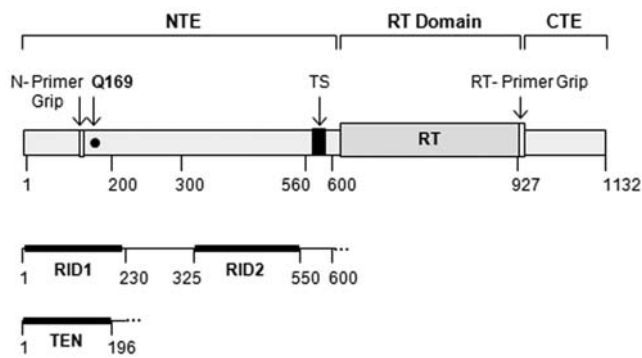 NTE RT Domain CTE
N- Primer Grip Q169 TS RT- Primer Grip
RT
1 200 300 560 600 927 1132
RID1 RID2
1 230 325 550 600 ...
TEN
1 196 ...